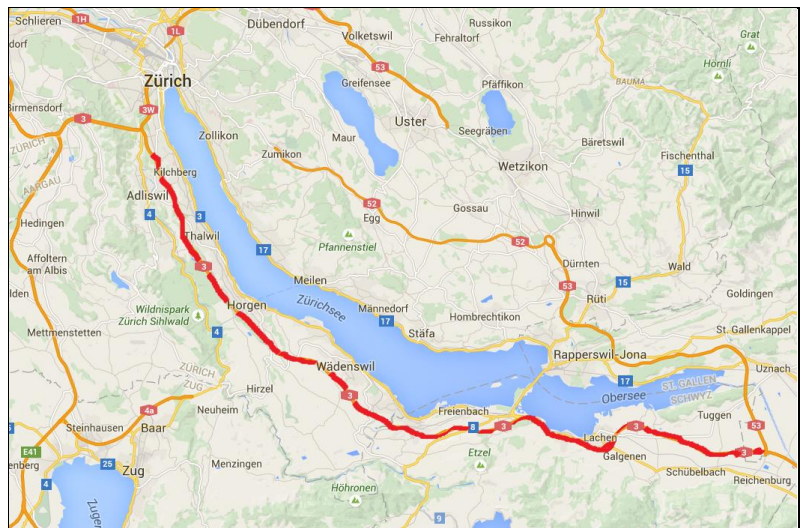 Schlieren
1H
1L
Dübendorf
Russikon
Volketswil
Fehraltorf
Grat
dorf
53
Hörnli
Zürich
Greifensee
Pfäffikon
BAUMA
Birmensdorf
3W
3
Uster
Zollikon
Maur
Seegräben
Bäretswil
ZÜRICH
AARGAU
Zumikon
Fischenthal
Kilchberg
Wetzikon
15
Adliswil
52
Gossau
4
3
Egg
Hinwil
Hedingen
Thalwil
Pfannenstiel
52
17
Affoltern
am Albis
3
Dürnten
Wald
Meilen
53
15
lden
Goldingen
Horgen
Zürichsee
Männedorf
Rüti
Wildnispark
Zürich Sihlwald
17
Hombrechtikon
Mettmenstetten
4
Stäfa
St. Gallenkappel
Rapperswil-Jona
ZÜRICH
ZUG
Wädenswil
Uznach
17
ST. GALLEN
SCHWYZ
Hirzel
3
Obersee
4a
Neuheim
Freienbach
Tuggen
Steinhausen
Baar
8
3
3
53
Lachen
E41
Etzel
Galgenen
3
enberg
25
Zug
Menzingen
Schübelbach
Reichenburg
4
Höhronen
Zuger
9